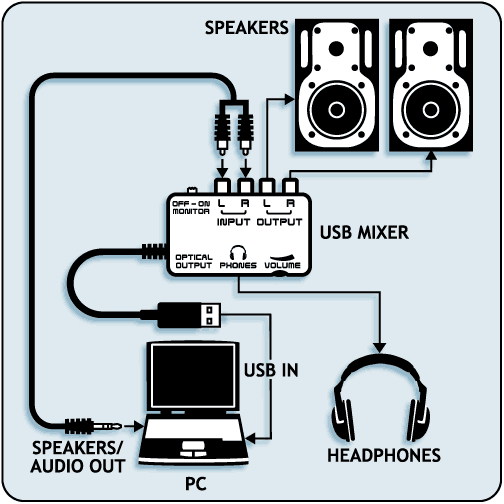 SPEAKERS
OFF - ON
MONITOR
L R L R
INPUT OUTPUT
USB MIXER
OPTICAL
OUTPUT
PHONES
VOLUME
USB IN
SPEAKERS/
AUDIO OUT
PC
HEADPHONES